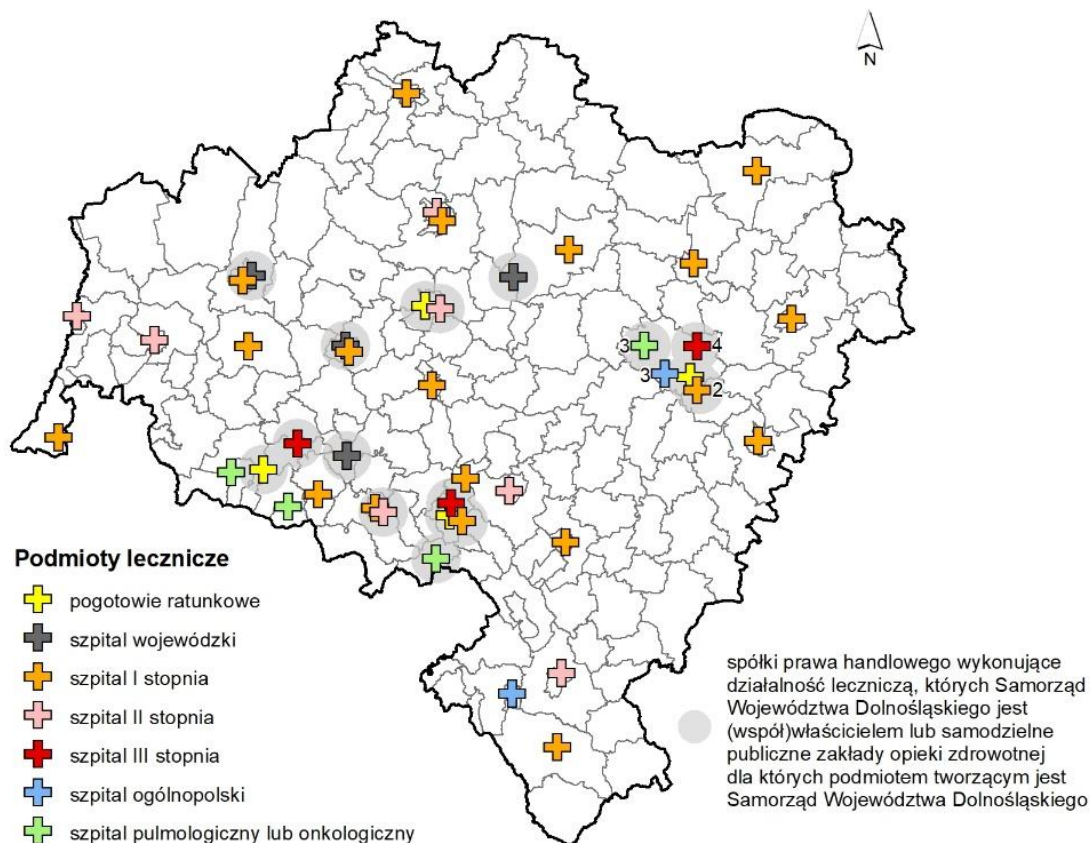 N
3
4
3
2
Podmioty lecznicze
pogotowie ratunkowe
szpital wojewódzki
szpital I stopnia
szpital II stopnia
szpital III stopnia
szpital ogólnopolski
szpital pulmologiczny lub onkologiczny
spółki prawa handlowego wykonujące
działalność leczniczą, których Samorząd
Województwa Dolnośląskiego jest
(współ)właścicielem lub samodzielne
publiczne zakłady opieki zdrowotnej
dla których podmiotem tworzącym jest
Samorząd Województwa Dolnośląskiego